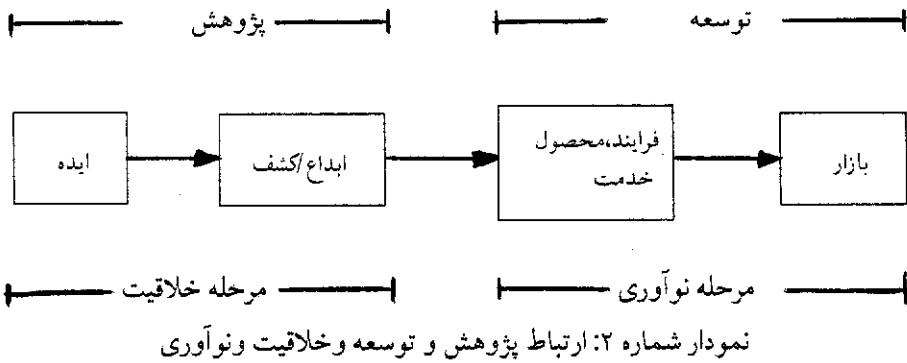 پژوهش
توسعه
ایده
ابداع/کشف
فرایند،محصول
خدمت
بازار
مرحله خلاقیت
مرحله نوآوری
نمودار شماره ۲: ارتباط پژوهش و توسعه وخلاقیت ونوآوری